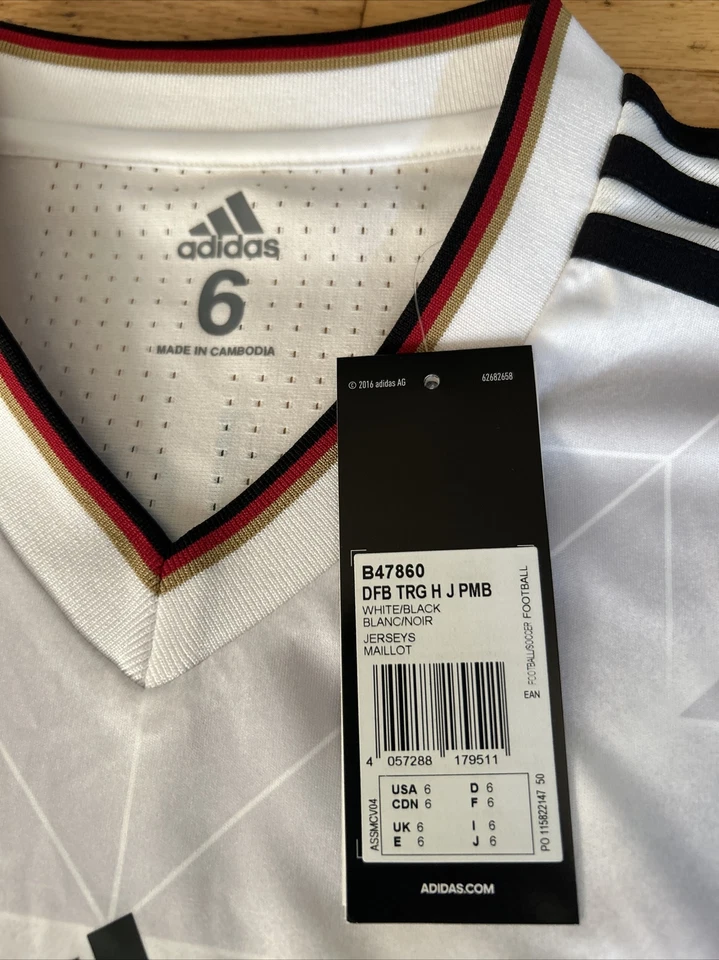 adidas
6
MADE IN CAMBODIA
© 2016 adidas AG
62682658
B47860
DFB TRG H J PMB
WHITE/BLACK
BLANC/NOIR
JERSEYS
MAILLOT
FOOTBALL/SOCCER FOOTBALL
EAN
4 057288 179511
ASSMCV04
USA 6 D 6
CDN 6 F 6
UK 6 I 6
E 6 J 6
PO 115822147 50
ADIDAS.COM